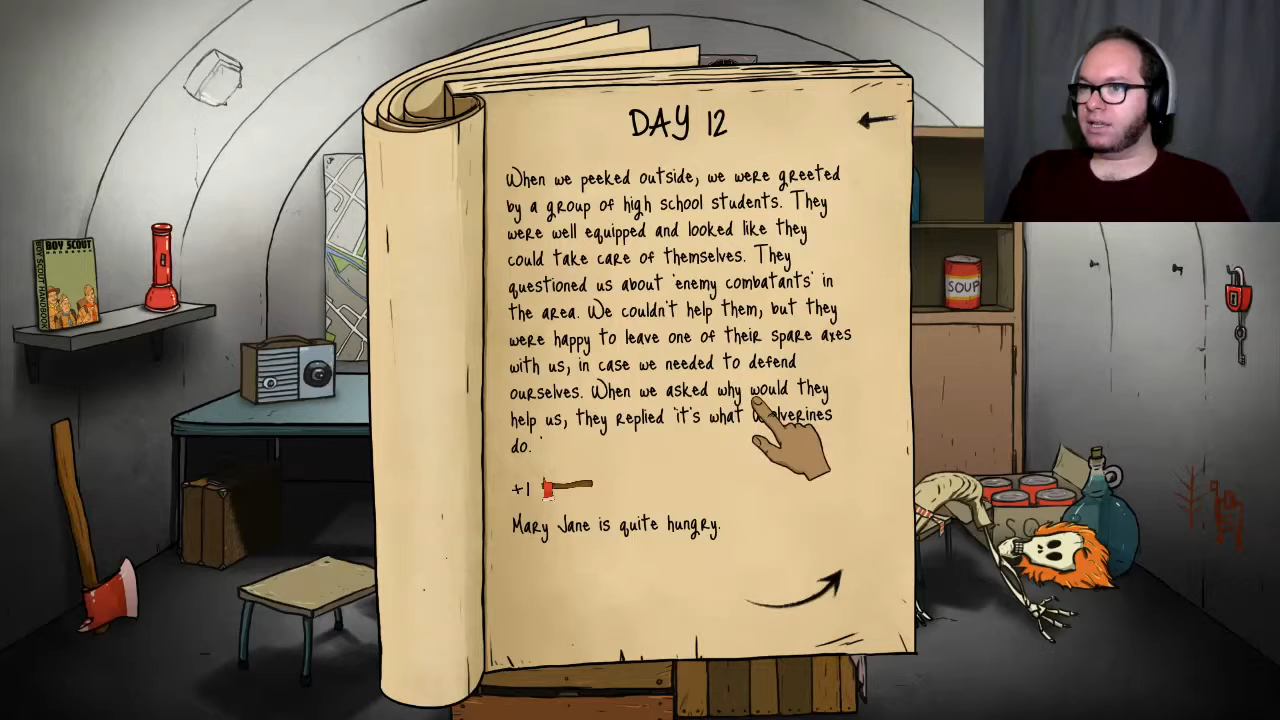 DAY 12
When we peeked outside, we were greeted
by a group of high school students. They
were well equipped and looked like they
could take care of themselves. They
questioned us about 'enemy combatants' in
the area. We couldn't help them, but they
were happy to leave one of their spare axes
with us, in case we needed to defend
ourselves. When we asked why would they
help us, they replied 'it's what Wolverines
do.'
+1
Mary Jane is quite hungry.
BOY SCOUT
BOY SCOUT HANDBOOK
SOUP